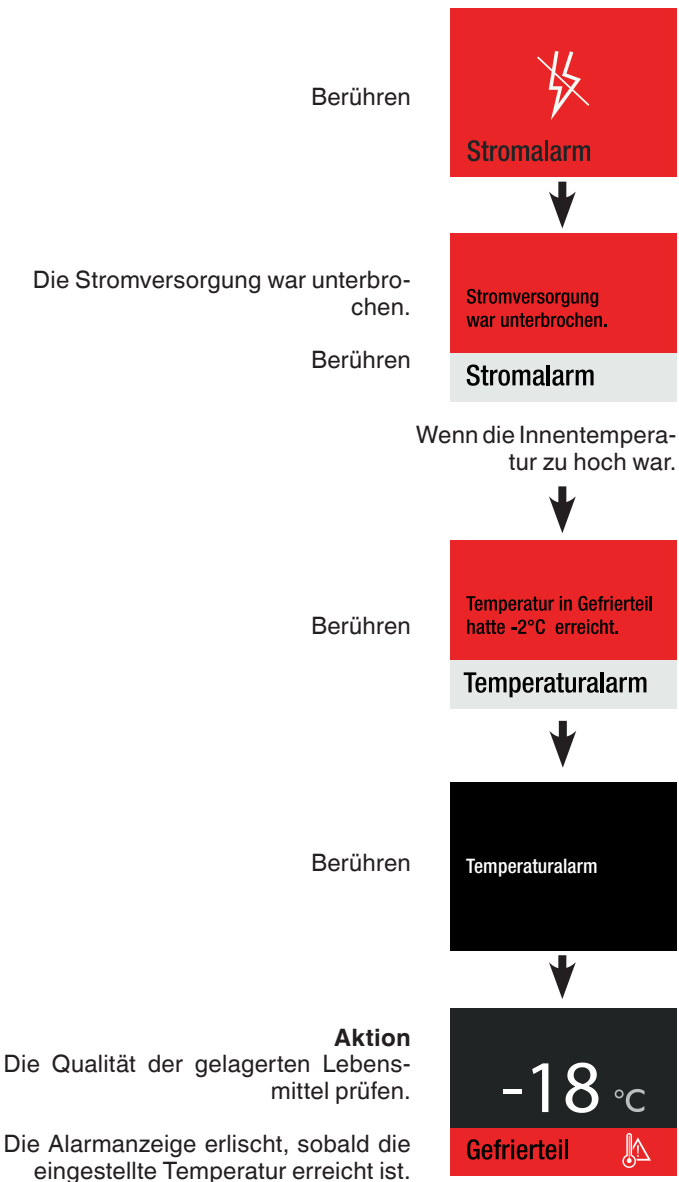 Berühren
Stromalarm
Die Stromversorgung war unterbro-
chen.
Berühren
Stromversorgung
war unterbrochen.
Stromalarm
Wenn die Innentempera-
tur zu hoch war.
Berühren
Temperatur in Gefrierteil
hatte -2°C erreicht.
Temperaturalarm
Berühren
Temperaturalarm
Aktion
Die Qualität der gelagerten Lebens-
mittel prüfen.
Die Alarmanzeige erlischt, sobald die
eingestellte Temperatur erreicht ist.
-18 °C
Gefrierteil